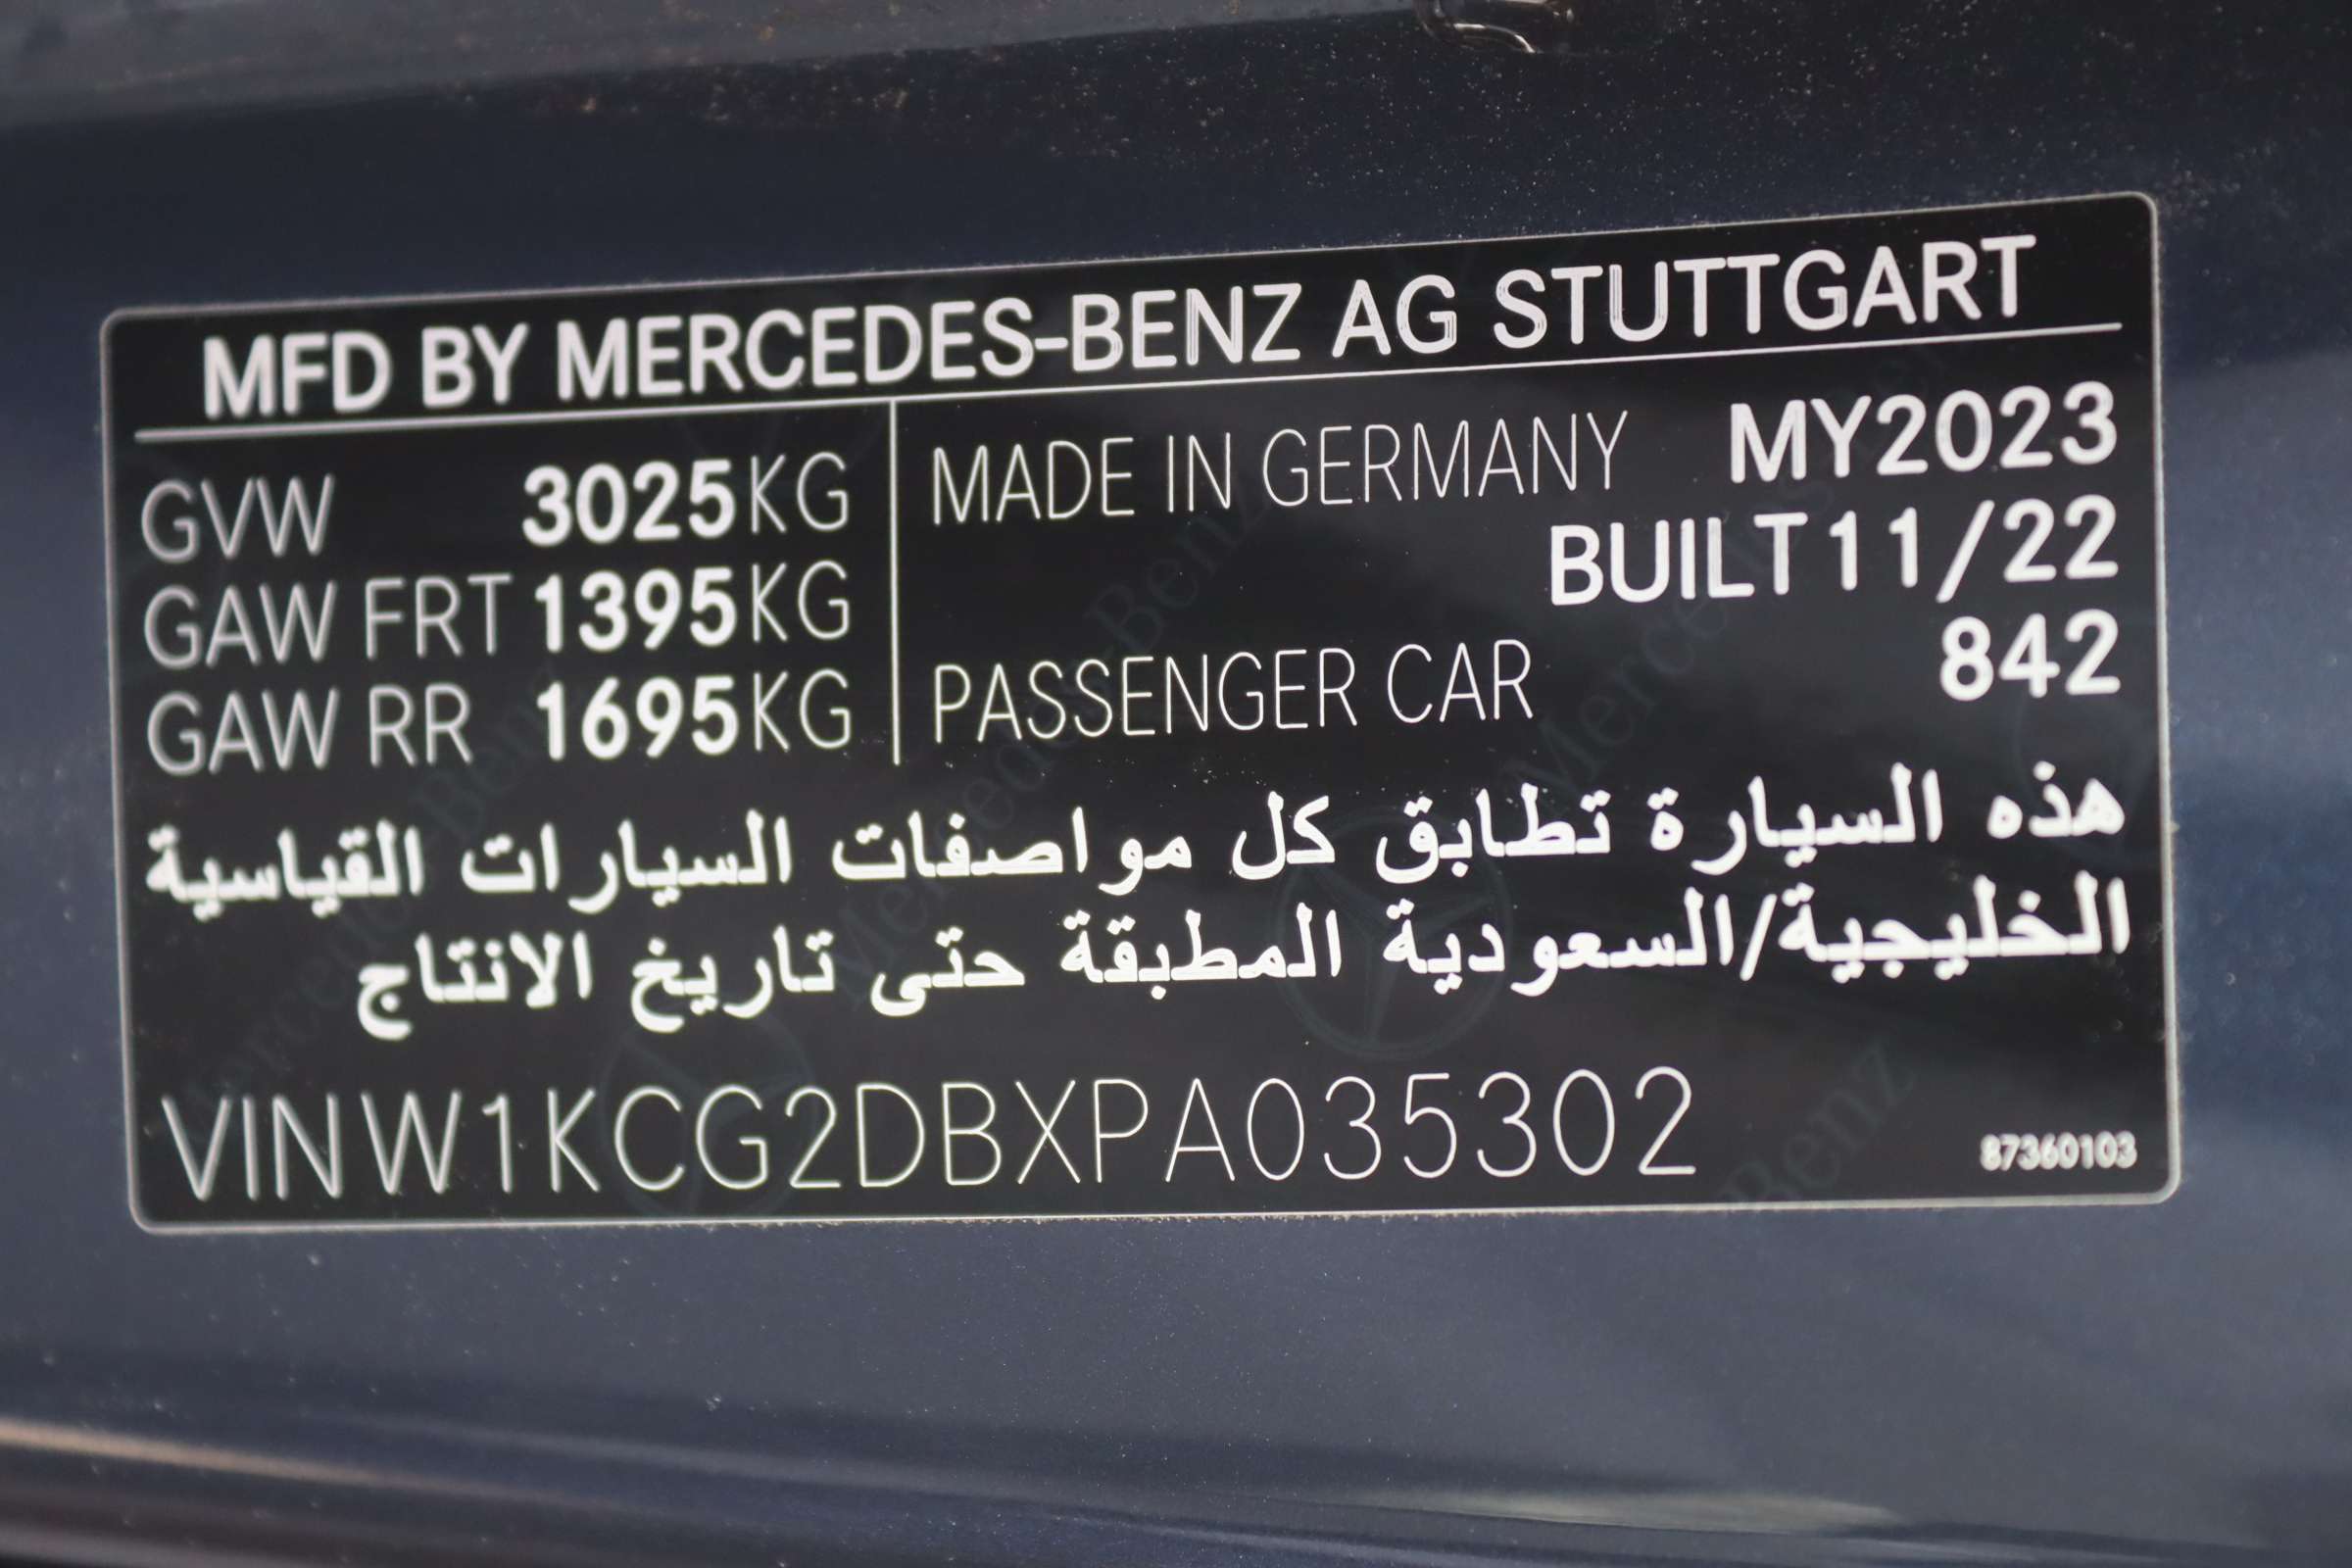 MFD BY MERCEDES-BENZ AG STUTTGART
GVW 3025KG
GAW FRT 1395KG
GAW RR 1695KG
MADE IN GERMANY MY2023
BUILT 11/22
PASSENGER CAR 842
هذه السيارة تطابق كل مواصفات السيارات القياسية
الخليجية/السعودية المطبقة حتى تاريخ الانتاج
VIN W1KCG2DBXPA035302
87360103